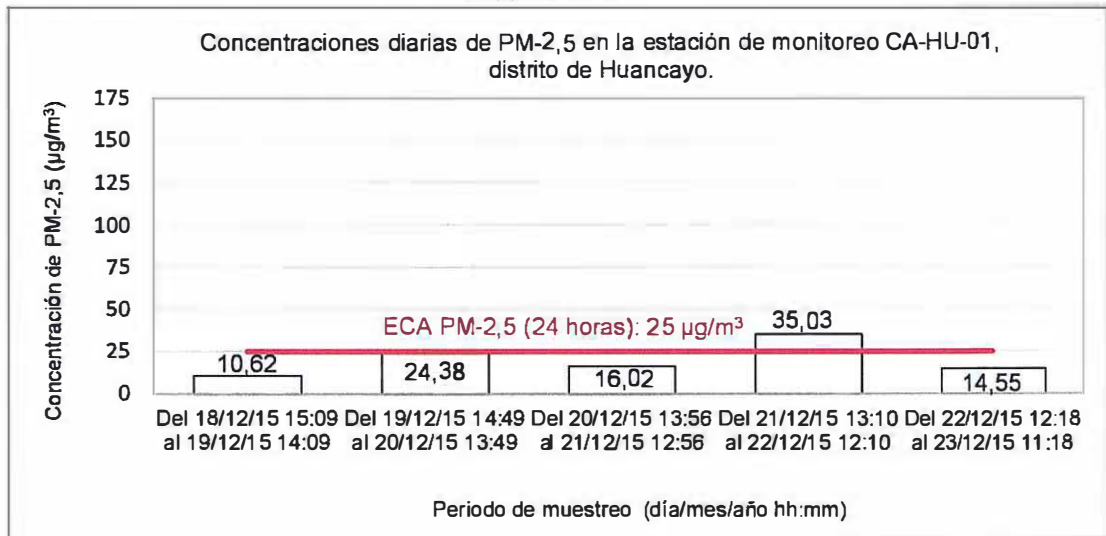 Concentraciones diarias de PM-2,5 en la estación de monitoreo CA-HU-01,
distrito de Huancayo.
Concentración de PM-2,5 (µg/m³)
175
150
125
100
75
50
25
0
ECA PM-2,5 (24 horas): 25 µg/m³
10,62
24,38
16,02
35,03
14,55
Del 18/12/15 15:09
al 19/12/15 14:09
Del 19/12/15 14:49
al 20/12/15 13:49
Del 20/12/15 13:56
al 21/12/15 12:56
Del 21/12/15 13:10
al 22/12/15 12:10
Del 22/12/15 12:18
al 23/12/15 11:18
Periodo de muestreo (día/mes/año hh:mm)